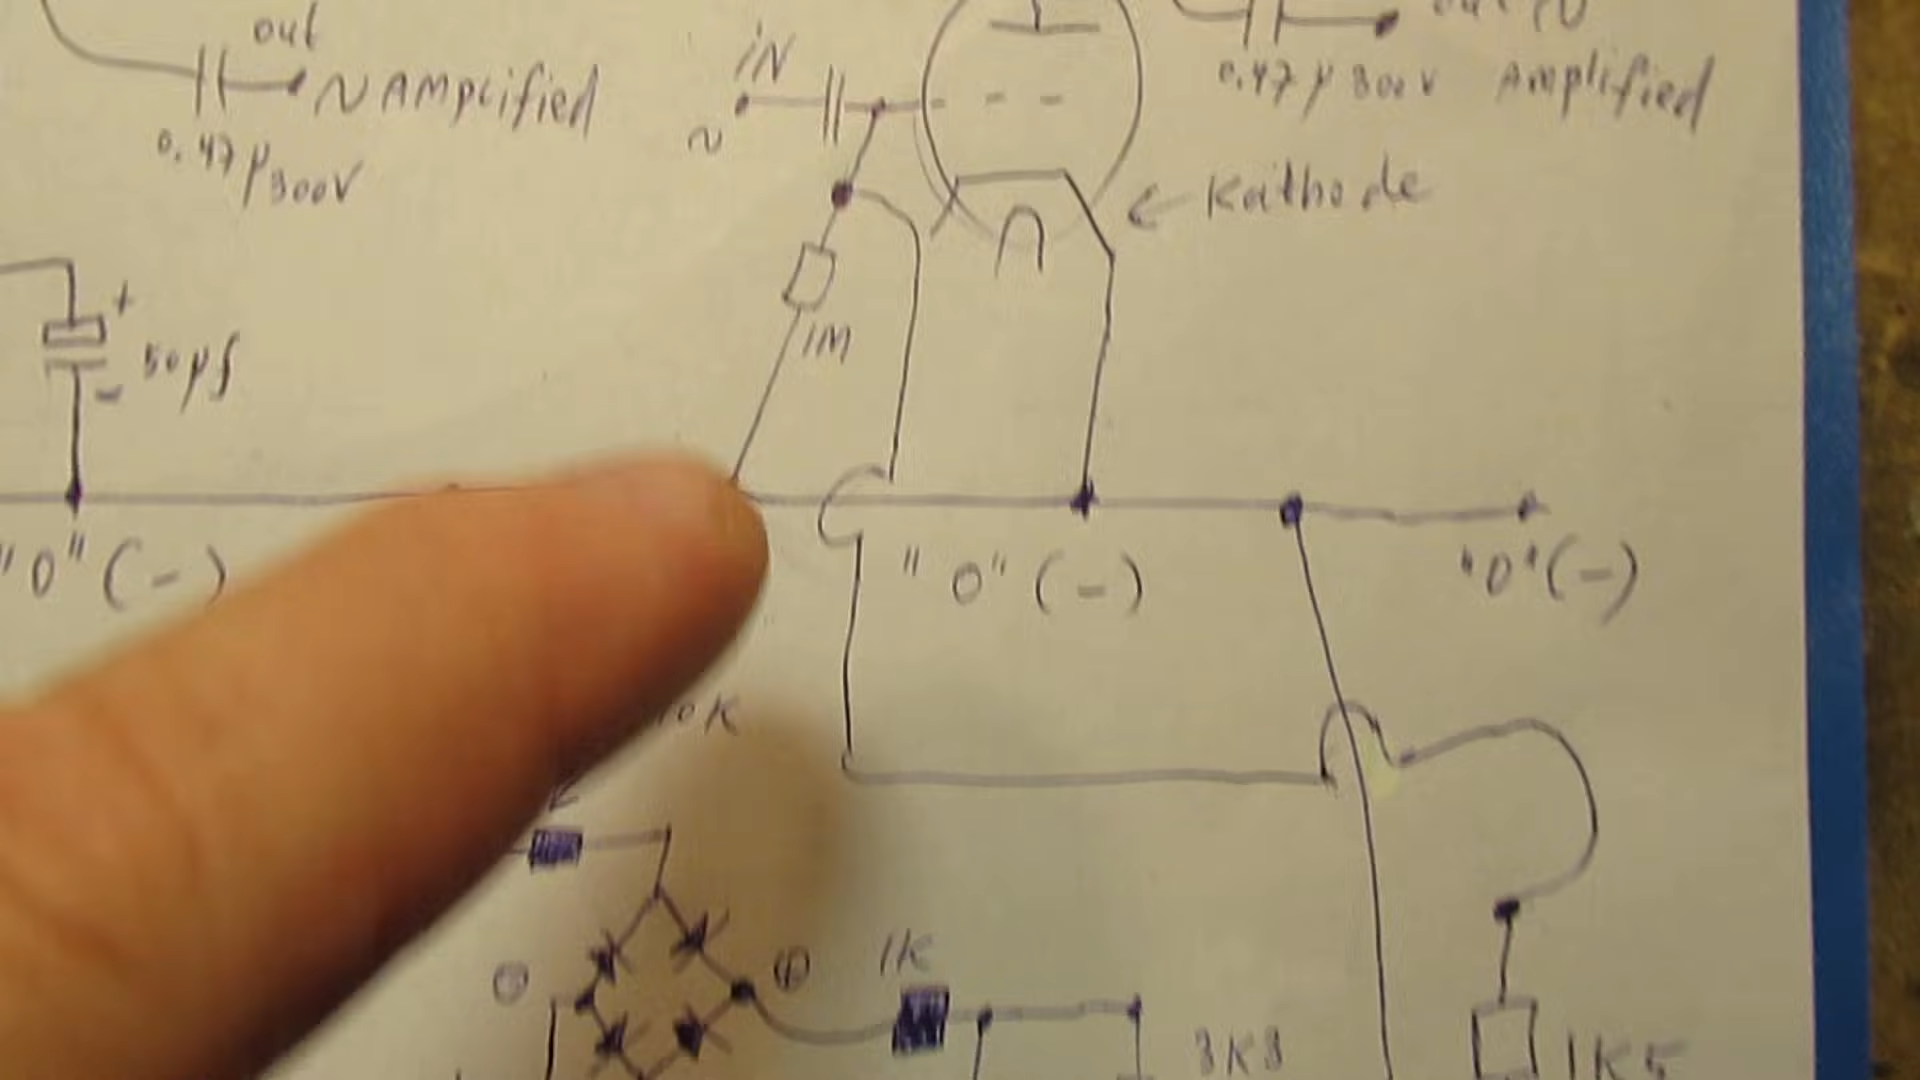 out
N AMplified
0.47µ
300V
iN
~
0.47µ 300V
Amplified
← Kathode
+
50µf
-
1M
"0" (-)
"0" (-)
"0" (-)
10K
-
+
1K
3K3
1K5